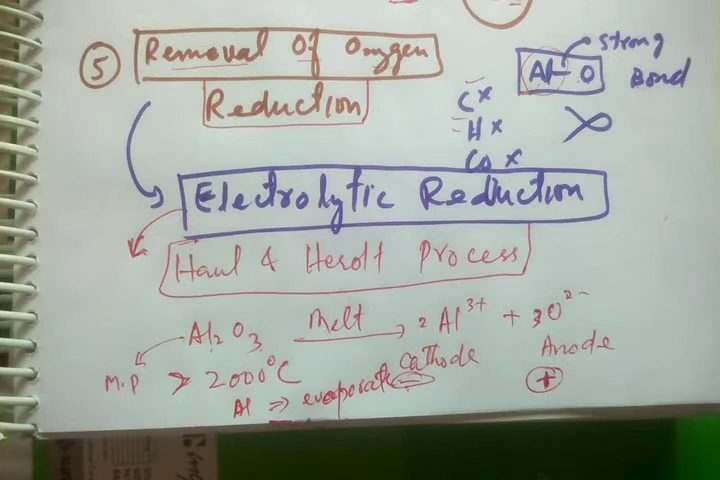 5 Removal Of Oxygen
Reduction
Al-O strong
Bond
C x
H x
Co x
Electrolytic Reduction
Haul & Herolt Process
Al2O3 Melt → 2Al3+ + 3O2-
Cathode − Anode +
M.P > 2000°C
Al ⇒ evaporate